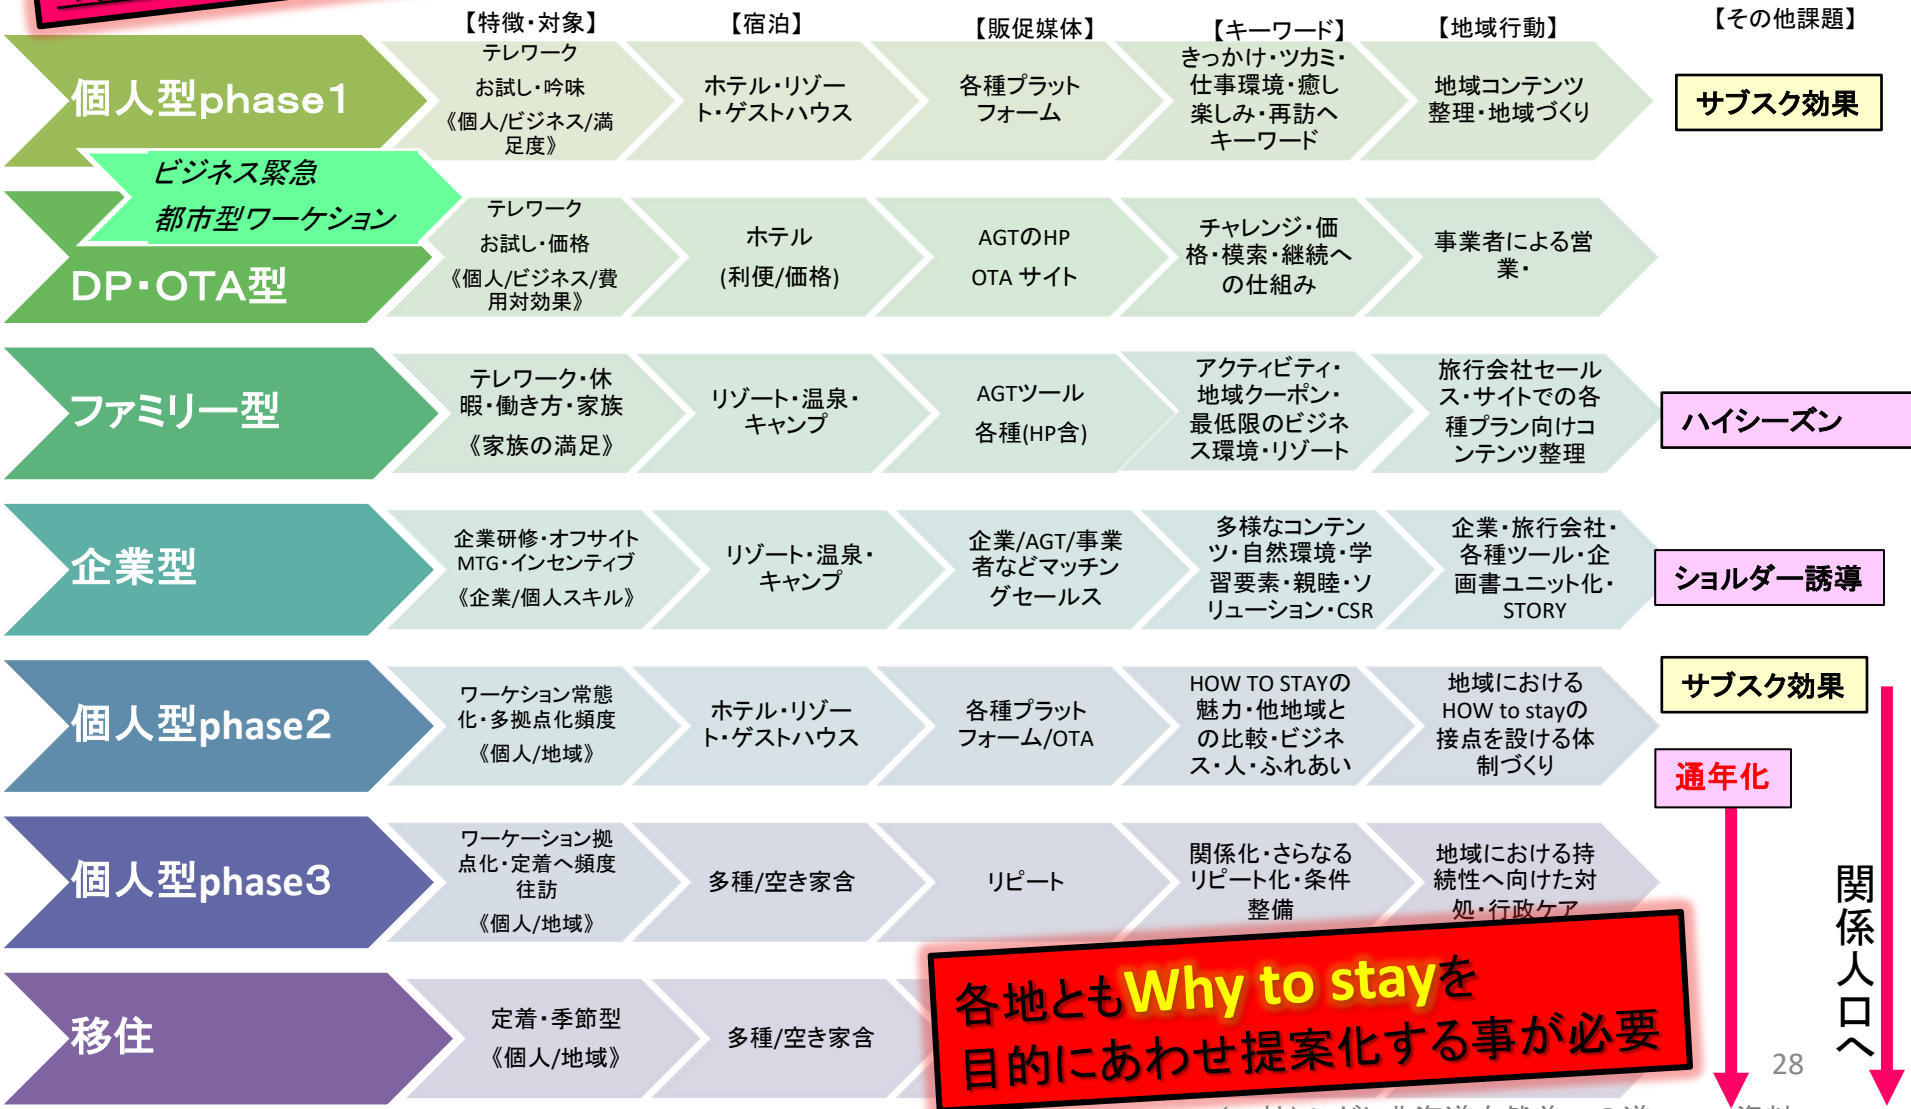 【特徴・対象】
【宿泊】
【販促媒体】
【キーワード】
【地域行動】
【その他課題】
個人型phase1
テレワーク
お試し・吟味
《個人/ビジネス/満
足度》
ホテル・リゾー
ト・ゲストハウス
各種プラット
フォーム
きっかけ・ツカミ・
仕事環境・癒し
楽しみ・再訪へ
キーワード
地域コンテンツ
整理・地域づくり
サブスク効果
ビジネス緊急
都市型ワーケション
DP・OTA型
テレワーク
お試し・価格
《個人/ビジネス/費
用対効果》
ホテル
(利便/価格)
AGTのHP
OTA サイト
チャレンジ・価
格・模索・継続へ
の仕組み
事業者による営
業・
ファミリー型
テレワーク・休
暇・働き方・家族
《家族の満足》
リゾート・温泉・
キャンプ
AGTツール
各種(HP含)
アクティビティ・
地域クーポン・
最低限のビジネ
ス環境・リゾート
旅行会社セール
ス・サイトでの各
種プラン向けコ
ンテンツ整理
ハイシーズン
企業型
企業研修・オフサイト
MTG・インセンティブ
《企業/個人スキル》
リゾート・温泉・
キャンプ
企業/AGT/事業
者などマッチン
グセールス
多様なコンテン
ツ・自然環境・学
習要素・親睦・ソ
リューション・CSR
企業・旅行会社・
各種ツール・企
画書ユニット化・
STORY
ショルダー誘導
個人型phase2
ワーケション常態
化・多拠点化頻度
《個人/地域》
ホテル・リゾー
ト・ゲストハウス
各種プラット
フォーム/OTA
HOW TO STAYの
魅力・他地域と
の比較・ビジネ
ス・人・ふれあい
地域における
HOW to stayの
接点を設ける体
制づくり
サブスク効果
通年化
個人型phase3
ワーケーション拠
点化・定着へ頻度
往訪
《個人/地域》
多種/空き家含
リピート
関係化・さらなる
リピート化・条件
整備
地域における持
続性へ向けた対
処・行政ケア
関係人口へ
移住
定着・季節型
《個人/地域》
多種/空き家含
各地ともWhy to stayを
目的にあわせ提案化する事が必要
28